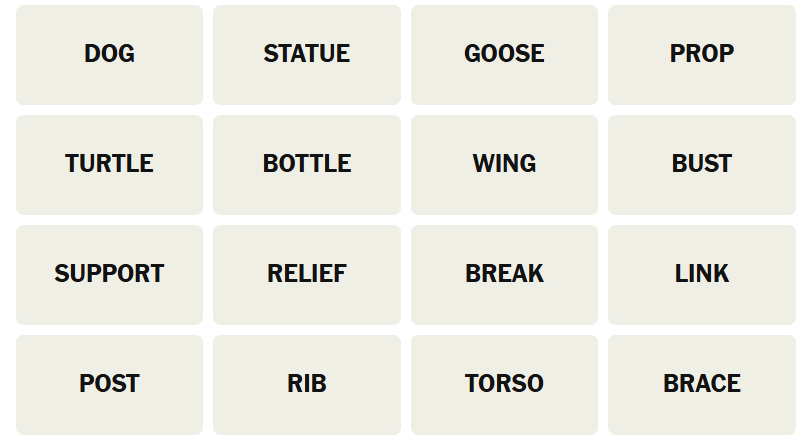 DOG
STATUE
GOOSE
PROP
TURTLE
BOTTLE
WING
BUST
SUPPORT
RELIEF
BREAK
LINK
POST
RIB
TORSO
BRACE